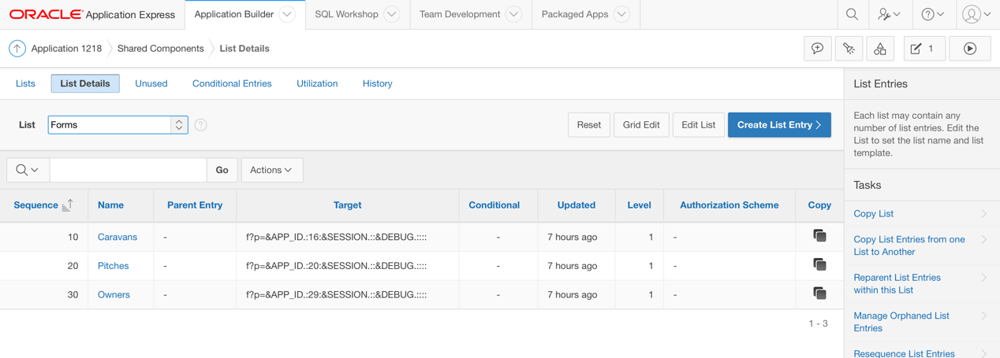 ORACLE Application Express
Application Builder
SQL Workshop
Team Development
Packaged Apps
Application 1218
Shared Components
List Details
1
Lists
List Details
Unused
Conditional Entries
Utilization
History
List
Forms
Reset
Grid Edit
Edit List
Create List Entry
Go
Actions
Sequence Name Parent Entry Target Conditional Updated Level Authorization Scheme Copy
10 Caravans - f?p=&APP_ID.:16:&SESSION.::&DEBUG.:::: - 7 hours ago 1 -
20 Pitches - f?p=&APP_ID.:20:&SESSION.::&DEBUG.:::: - 7 hours ago 1 -
30 Owners - f?p=&APP_ID.:29:&SESSION.::&DEBUG.:::: - 7 hours ago 1 -
1 - 3
List Entries
Each list may contain any
number of list entries. Edit the
List to set the list name and list
template.
Tasks
Copy List
Copy List Entries from one
List to Another
Reparent List Entries
within this List
Manage Orphaned List
Entries
Resequence List Entries